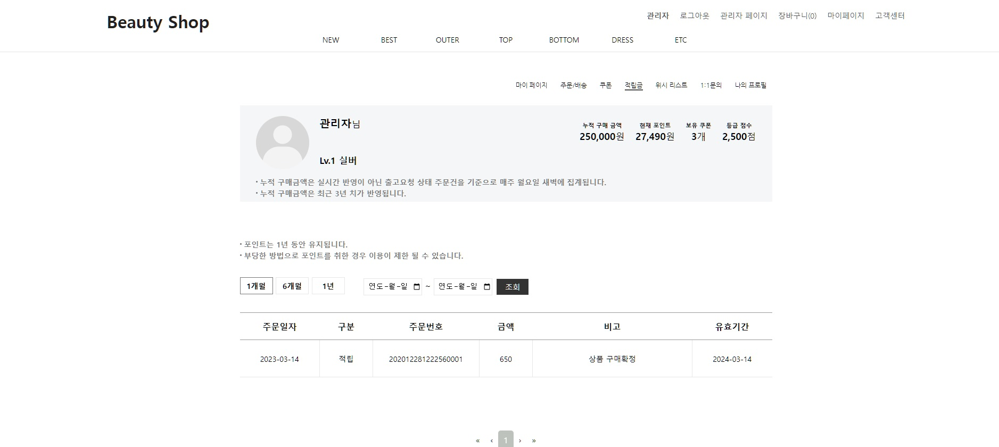 Beauty Shop
관리자 로그아웃 관리자 페이지 장바구니(0) 마이페이지 고객센터
NEW BEST OUTER TOP BOTTOM DRESS ETC
마이 페이지 주문/배송 쿠폰 적립금 위시 리스트 1:1문의 나의 프로필
관리자님
누적 구매 금액 현재 포인트 보유 쿠폰 등급 점수
250,000원 27,490원 3개 2,500점
Lv.1 실버
• 누적 구매금액은 실시간 반영이 아닌 출고요청 상태 주문건을 기준으로 매주 월요일 새벽에 집계됩니다.
• 누적 구매금액은 최근 3년 치가 반영됩니다.
• 포인트는 1년 동안 유지됩니다.
• 부당한 방법으로 포인트를 취한 경우 이용이 제한 될 수 있습니다.
1개월 6개월 1년 연도-월-일 ~ 연도-월-일 조회
주문일자 구분 주문번호 금액 비고 유효기간
2023-03-14 적립 202012281222560001 650 상품 구매확정 2024-03-14
« ‹ 1 › »